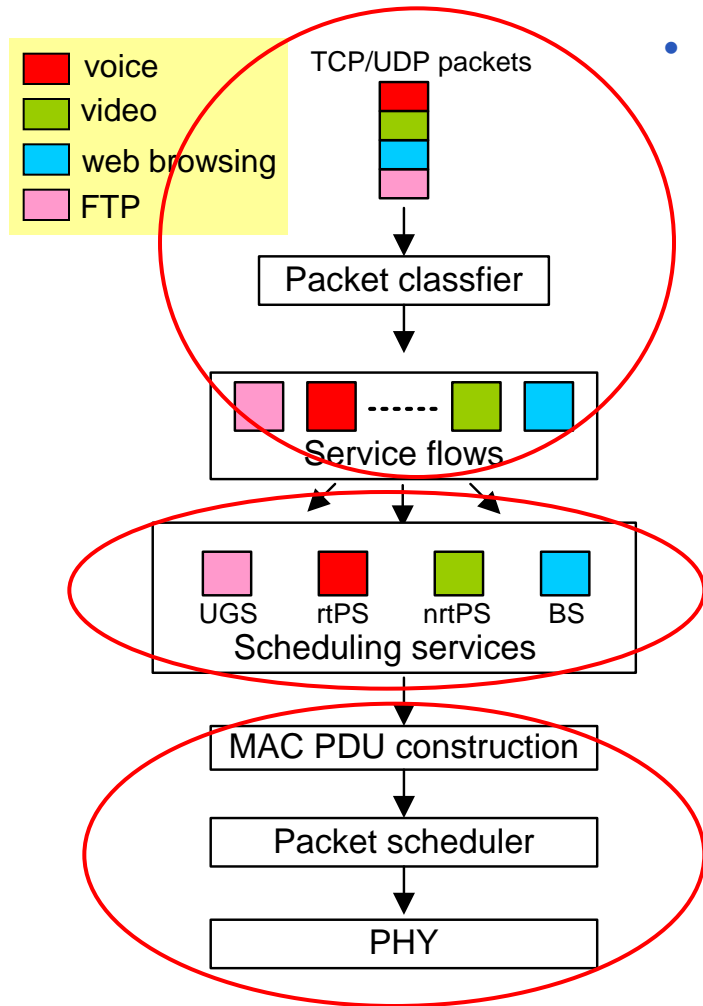 voice
video
web browsing
FTP
TCP/UDP packets
Packet classfier
Service flows
UGS rtPS nrtPS BS
Scheduling services
MAC PDU construction
Packet scheduler
PHY